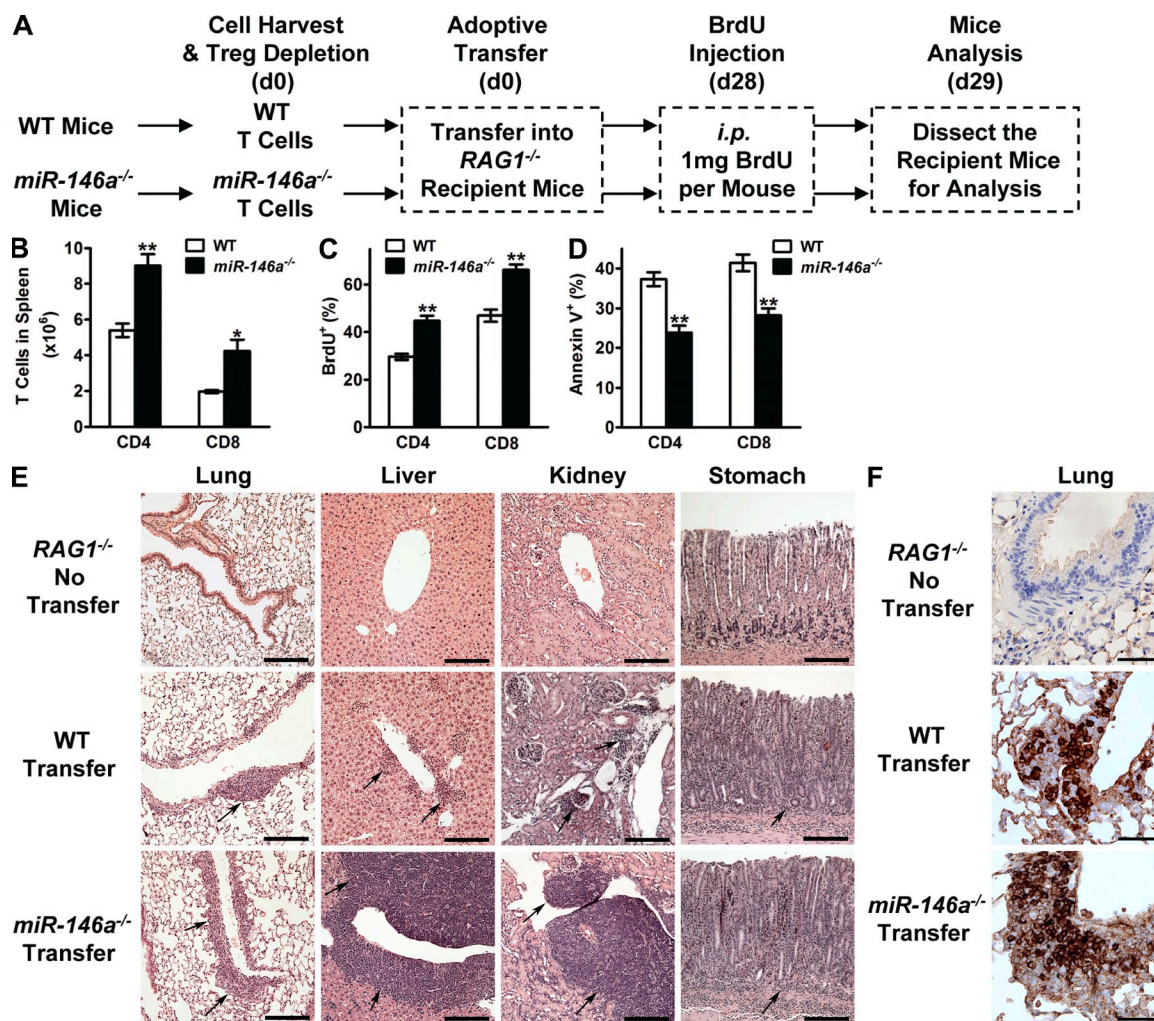 A
Cell Harvest
& Treg Depletion
(d0)
Adoptive
Transfer
(d0)
BrdU
Injection
(d28)
Mice
Analysis
(d29)
WT Mice
WT
T Cells
miR-146a-/-
Mice
miR-146a-/-
T Cells
Transfer into
RAG1-/-
Recipient Mice
i.p.
1mg BrdU
per Mouse
Dissect the
Recipient Mice
for Analysis
B
WT
miR-146a-/-
T Cells in Spleen
(x10⁶)
10
8
6
4
2
0
**
*
CD4
CD8
C
WT
miR-146a-/-
BrdU⁺ (%)
60
40
20
0
**
**
CD4
CD8
D
WT
miR-146a-/-
Annexin V⁺ (%)
40
30
20
10
0
**
**
CD4
CD8
E
Lung
Liver
Kidney
Stomach
RAG1-/-
No
Transfer
WT
Transfer
miR-146a-/-
Transfer
F
Lung
RAG1-/-
No
Transfer
WT
Transfer
miR-146a-/-
Transfer